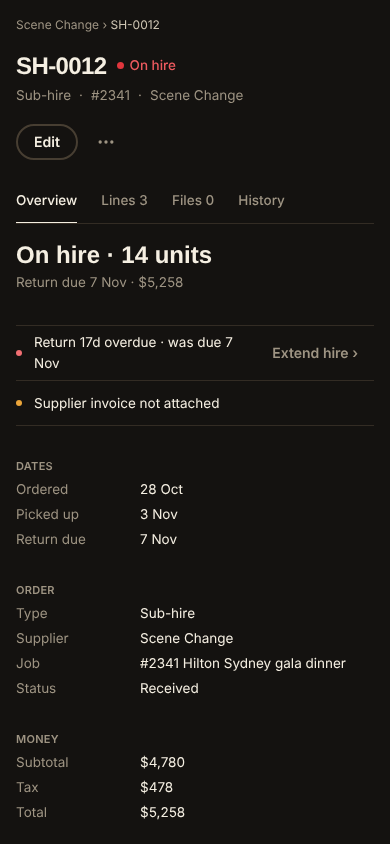 Scene Change › SH-0012
SH-0012 On hire
Sub-hire · #2341 · Scene Change
Edit ···
Overview Lines 3 Files 0 History
On hire · 14 units
Return due 7 Nov · $5,258
Return 17d overdue · was due 7
Nov
Extend hire ›
Supplier invoice not attached
DATES
Ordered 28 Oct
Picked up 3 Nov
Return due 7 Nov
ORDER
Type Sub-hire
Supplier Scene Change
Job #2341 Hilton Sydney gala dinner
Status Received
MONEY
Subtotal $4,780
Tax $478
Total $5,258